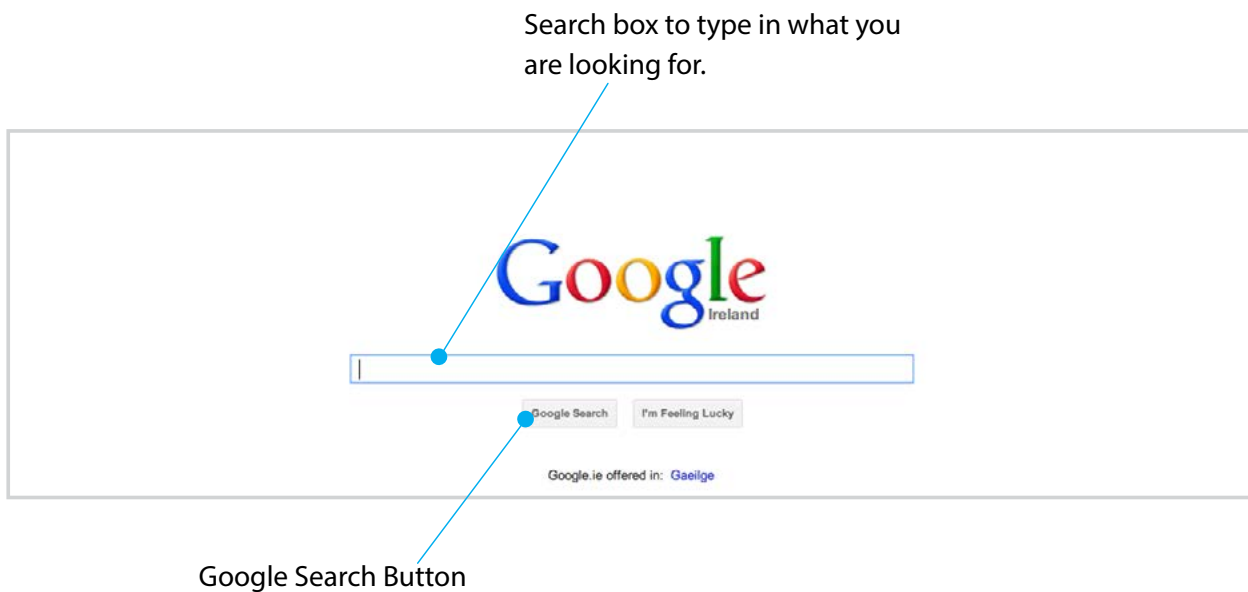 Search box to type in what you
are looking for.
Google
Ireland
Google Search I'm Feeling Lucky
Google.ie offered in: Gaeilge
Google Search Button